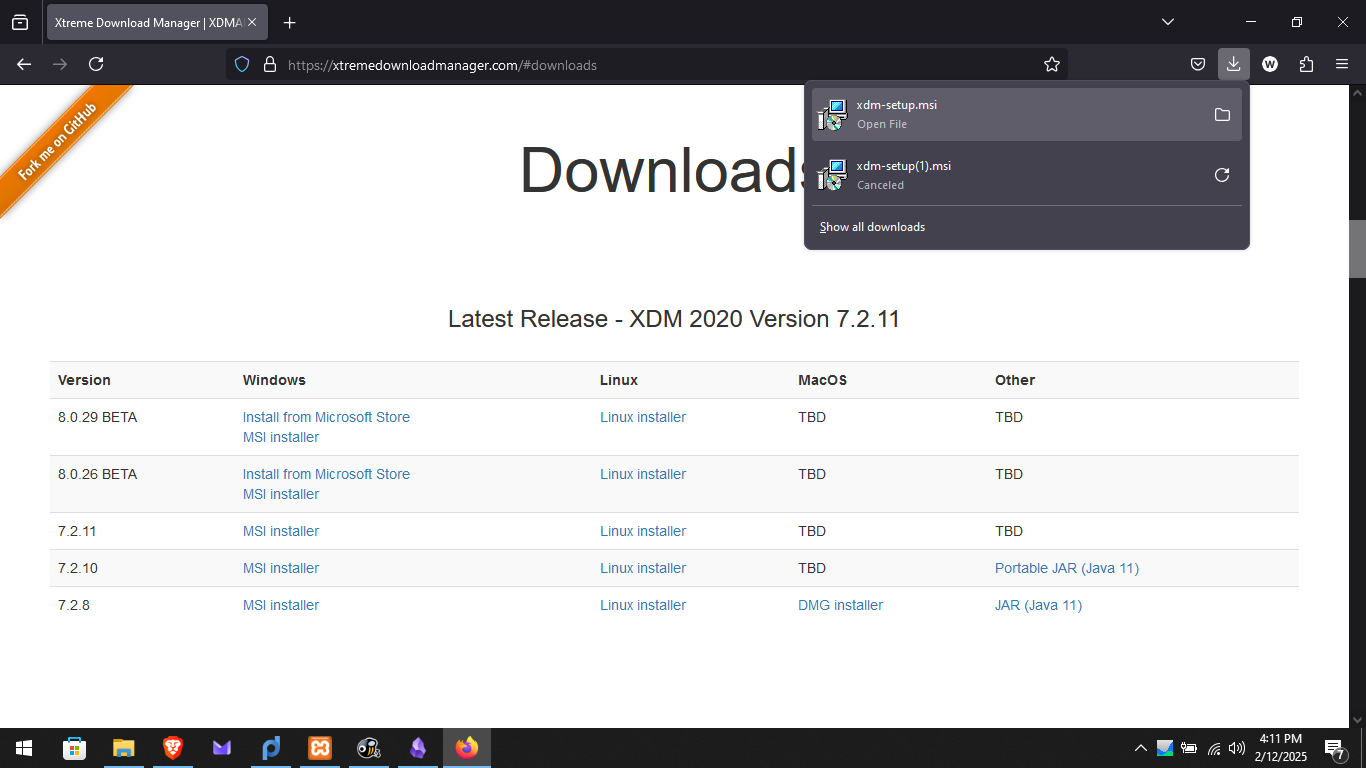 Xtreme Download Manager | XDMA
https://xtremedownloadmanager.com/#downloads
W
Fork me on GitHub
xdm-setup.msi
Open File
xdm-setup(1).msi
Canceled
Show all downloads
Downloads
Latest Release - XDM 2020 Version 7.2.11
Version Windows Linux MacOS Other
8.0.29 BETA Install from Microsoft Store Linux installer TBD TBD
MSI installer
8.0.26 BETA Install from Microsoft Store Linux installer TBD TBD
MSI installer
7.2.11 MSI installer Linux installer TBD TBD
7.2.10 MSI installer Linux installer TBD Portable JAR (Java 11)
7.2.8 MSI installer Linux installer DMG installer JAR (Java 11)
4:11 PM
2/12/2025
7